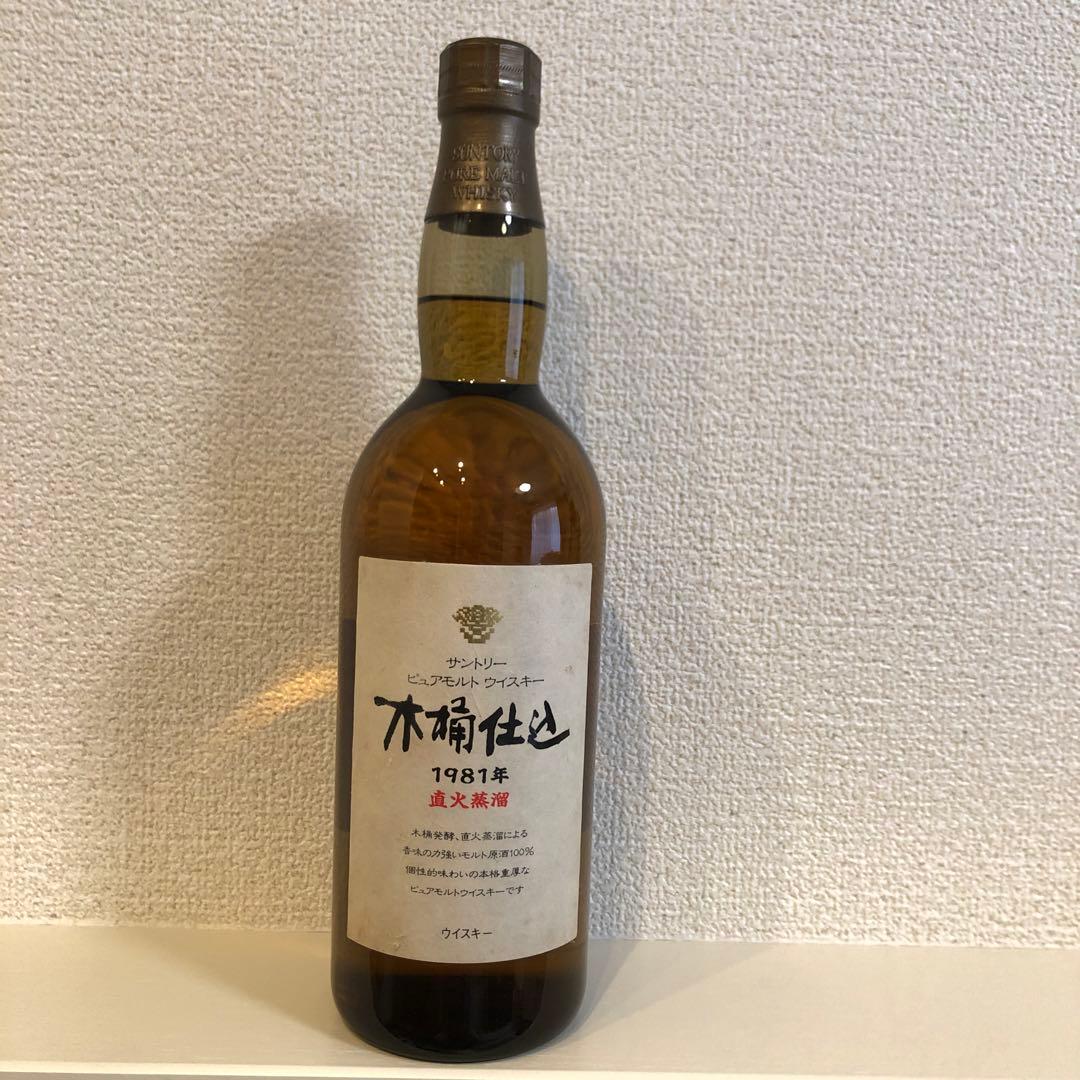 SUNTORY
PURE MALT
WHISKY
サントリー
ピュアモルト ウイスキー
木桶仕込
1981年
直火蒸溜
木桶発酵、直火蒸溜による
香味の力強いモルト原酒100%
個性的味わいの本格重厚な
ピュアモルトウイスキーです
ウイスキー